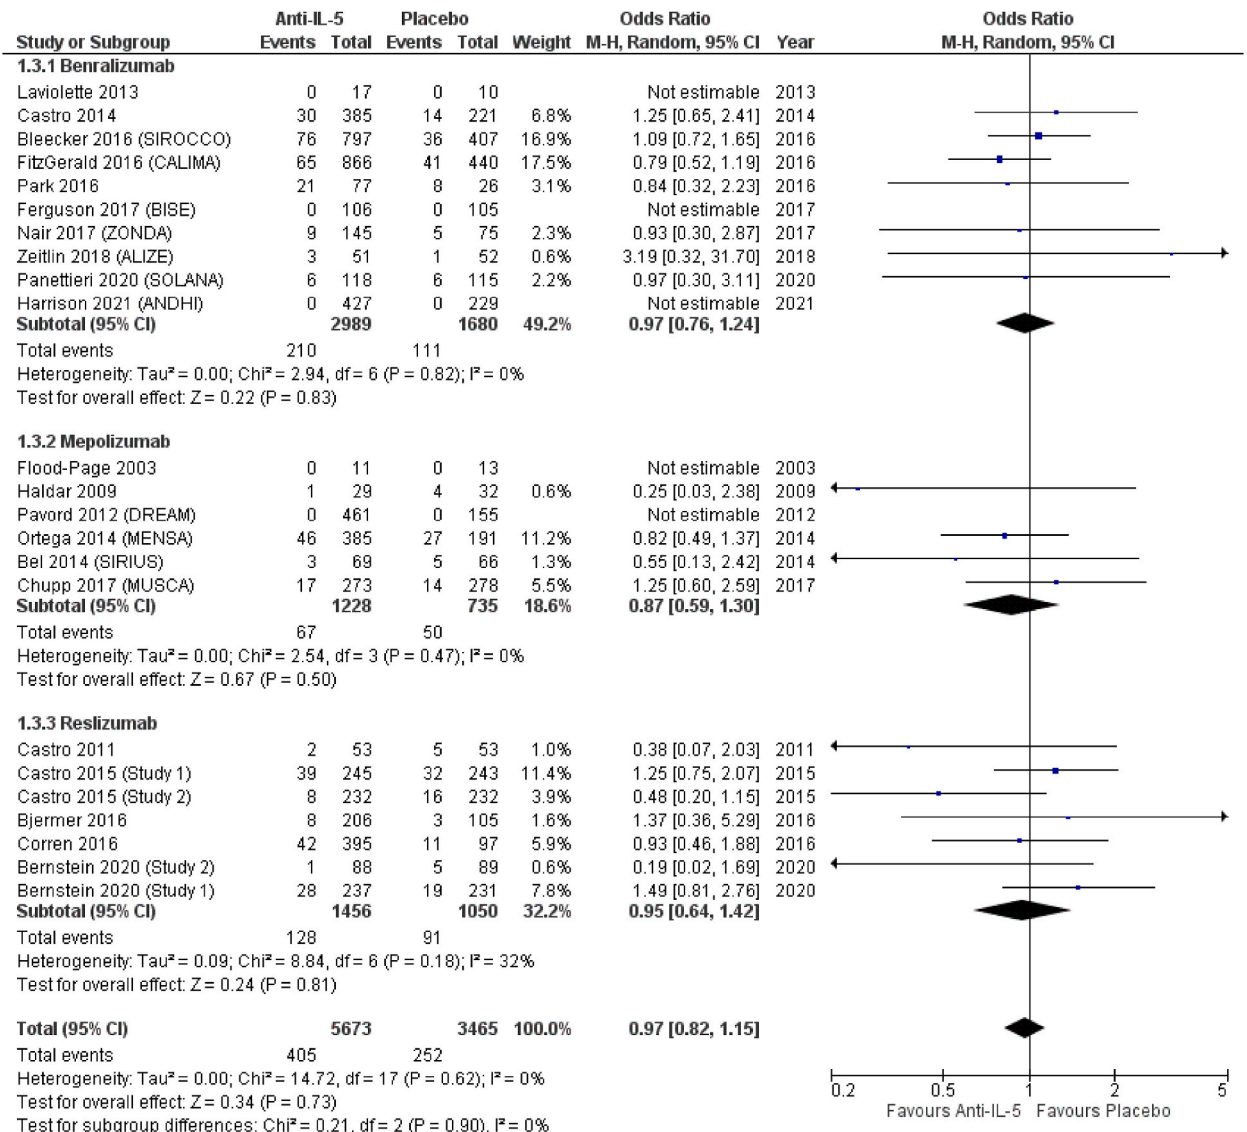 Anti-IL-5 Placebo Odds Ratio Odds Ratio
Study or Subgroup Events Total Events Total Weight M-H, Random, 95% CI Year M-H, Random, 95% CI
1.3.1 Benralizumab
Laviolette 2013 0 17 0 10 Not estimable 2013
Castro 2014 30 385 14 221 6.8% 1.25 [0.65, 2.41] 2014
Bleecker 2016 (SIROCCO) 76 797 36 407 16.9% 1.09 [0.72, 1.65] 2016
FitzGerald 2016 (CALIMA) 65 866 41 440 17.5% 0.79 [0.52, 1.19] 2016
Park 2016 21 77 8 26 3.1% 0.84 [0.32, 2.23] 2016
Ferguson 2017 (BISE) 0 106 0 105 Not estimable 2017
Nair 2017 (ZONDA) 9 145 5 75 2.3% 0.93 [0.30, 2.87] 2017
Zeitlin 2018 (ALIZE) 3 51 1 52 0.6% 3.19 [0.32, 31.70] 2018
Panettieri 2020 (SOLANA) 6 118 6 115 2.2% 0.97 [0.30, 3.11] 2020
Harrison 2021 (ANDHI) 0 427 0 229 Not estimable 2021
Subtotal (95% CI) 2989 1680 49.2% 0.97 [0.76, 1.24]
Total events 210 111
Heterogeneity: Tau² = 0.00; Chi² = 2.94, df = 6 (P = 0.82); I² = 0%
Test for overall effect: Z = 0.22 (P = 0.83)
1.3.2 Mepolizumab
Flood-Page 2003 0 11 0 13 Not estimable 2003
Haldar 2009 1 29 4 32 0.6% 0.25 [0.03, 2.38] 2009
Pavord 2012 (DREAM) 0 461 0 155 Not estimable 2012
Ortega 2014 (MENSA) 46 385 27 191 11.2% 0.82 [0.49, 1.37] 2014
Bel 2014 (SIRIUS) 3 69 5 66 1.3% 0.55 [0.13, 2.42] 2014
Chupp 2017 (MUSCA) 17 273 14 278 5.5% 1.25 [0.60, 2.59] 2017
Subtotal (95% CI) 1228 735 18.6% 0.87 [0.59, 1.30]
Total events 67 50
Heterogeneity: Tau² = 0.00; Chi² = 2.54, df = 3 (P = 0.47); I² = 0%
Test for overall effect: Z = 0.67 (P = 0.50)
1.3.3 Reslizumab
Castro 2011 2 53 5 53 1.0% 0.38 [0.07, 2.03] 2011
Castro 2015 (Study 1) 39 245 32 243 11.4% 1.25 [0.75, 2.07] 2015
Castro 2015 (Study 2) 8 232 16 232 3.9% 0.48 [0.20, 1.15] 2015
Bjermer 2016 8 206 3 105 1.6% 1.37 [0.36, 5.29] 2016
Corren 2016 42 395 11 97 5.9% 0.93 [0.46, 1.88] 2016
Bernstein 2020 (Study 2) 1 88 5 89 0.6% 0.19 [0.02, 1.69] 2020
Bernstein 2020 (Study 1) 28 237 19 231 7.8% 1.49 [0.81, 2.76] 2020
Subtotal (95% CI) 1456 1050 32.2% 0.95 [0.64, 1.42]
Total events 128 91
Heterogeneity: Tau² = 0.09; Chi² = 8.84, df = 6 (P = 0.18); I² = 32%
Test for overall effect: Z = 0.24 (P = 0.81)
Total (95% CI) 5673 3465 100.0% 0.97 [0.82, 1.15]
Total events 405 252
Heterogeneity: Tau² = 0.00; Chi² = 14.72, df = 17 (P = 0.62); I² = 0%
Test for overall effect: Z = 0.34 (P = 0.73)
Test for subgroup differences: Chi² = 0.21, df = 2 (P = 0.90), I² = 0%
0.2 0.5 1 2 5
Favours Anti-IL-5 Favours Placebo